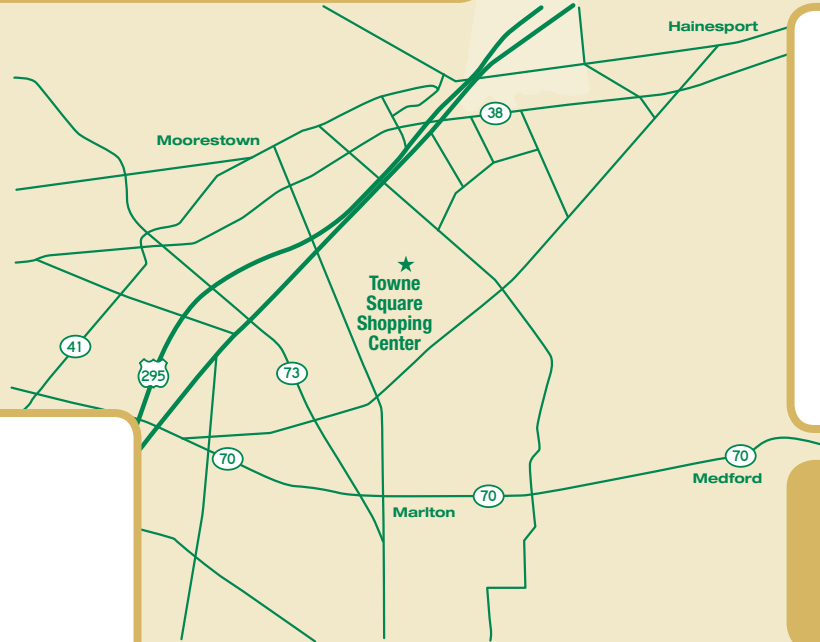 Hainesport
38
Moorestown
Towne
Square
Shopping
Center
41
295
73
70
70
70
Medford
Marlton